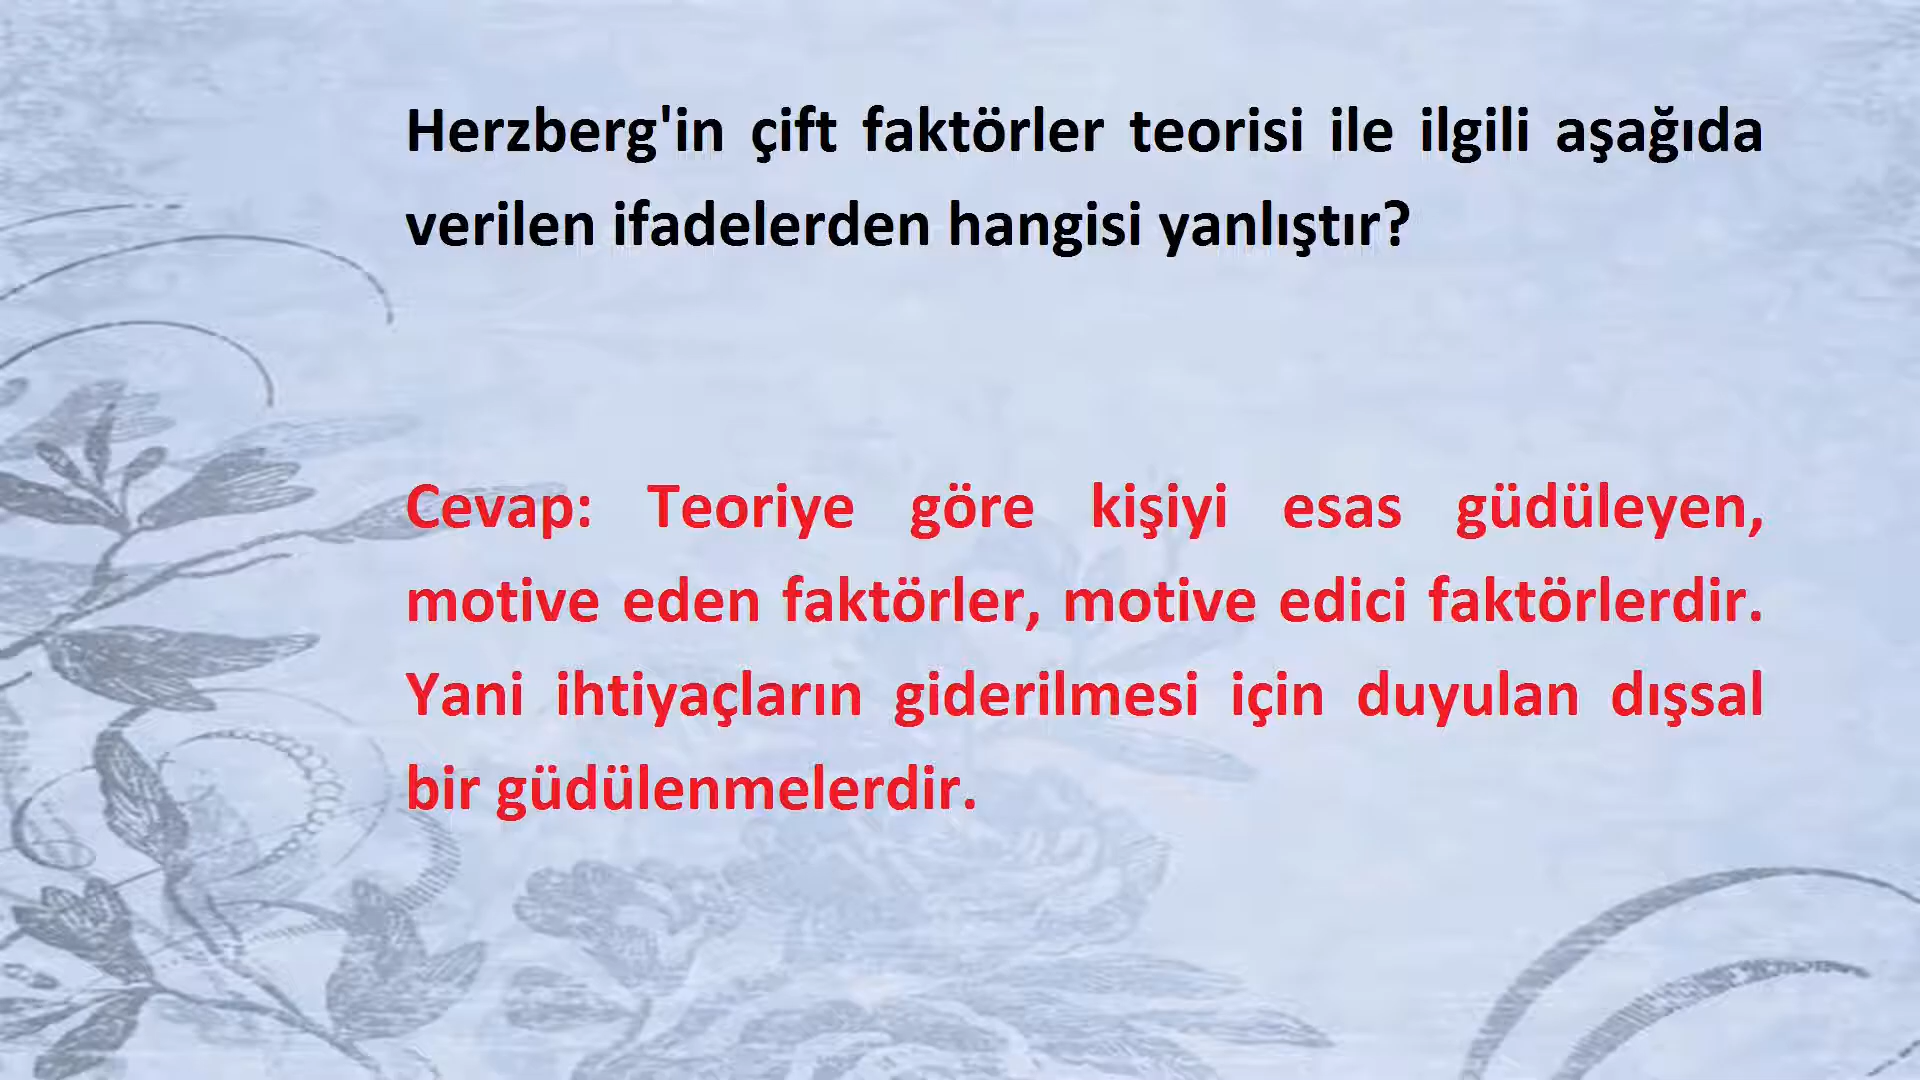 Herzberg'in çift faktörler teorisi ile ilgili aşağıda
verilen ifadelerden hangisi yanlıştır?
Cevap: Teoriye göre kişiyi esas güdüleyen,
motive eden faktörler, motive edici faktörlerdir.
Yani ihtiyaçların giderilmesi için duyulan dışsal
bir güdülenmelerdir.